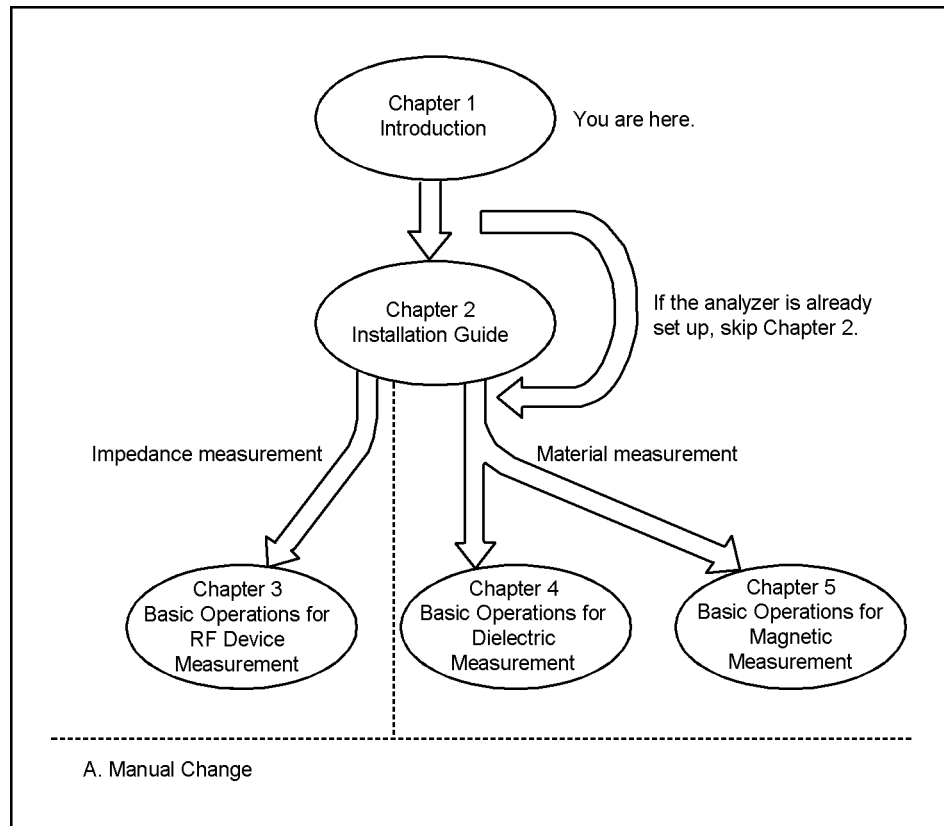 Chapter 1
Introduction
You are here.
Chapter 2
Installation Guide
If the analyzer is already
set up, skip Chapter 2.
Impedance measurement
Material measurement
Chapter 3
Basic Operations for
RF Device
Measurement
Chapter 4
Basic Operations for
Dielectric
Measurement
Chapter 5
Basic Operations for
Magnetic
Measurement
A. Manual Change